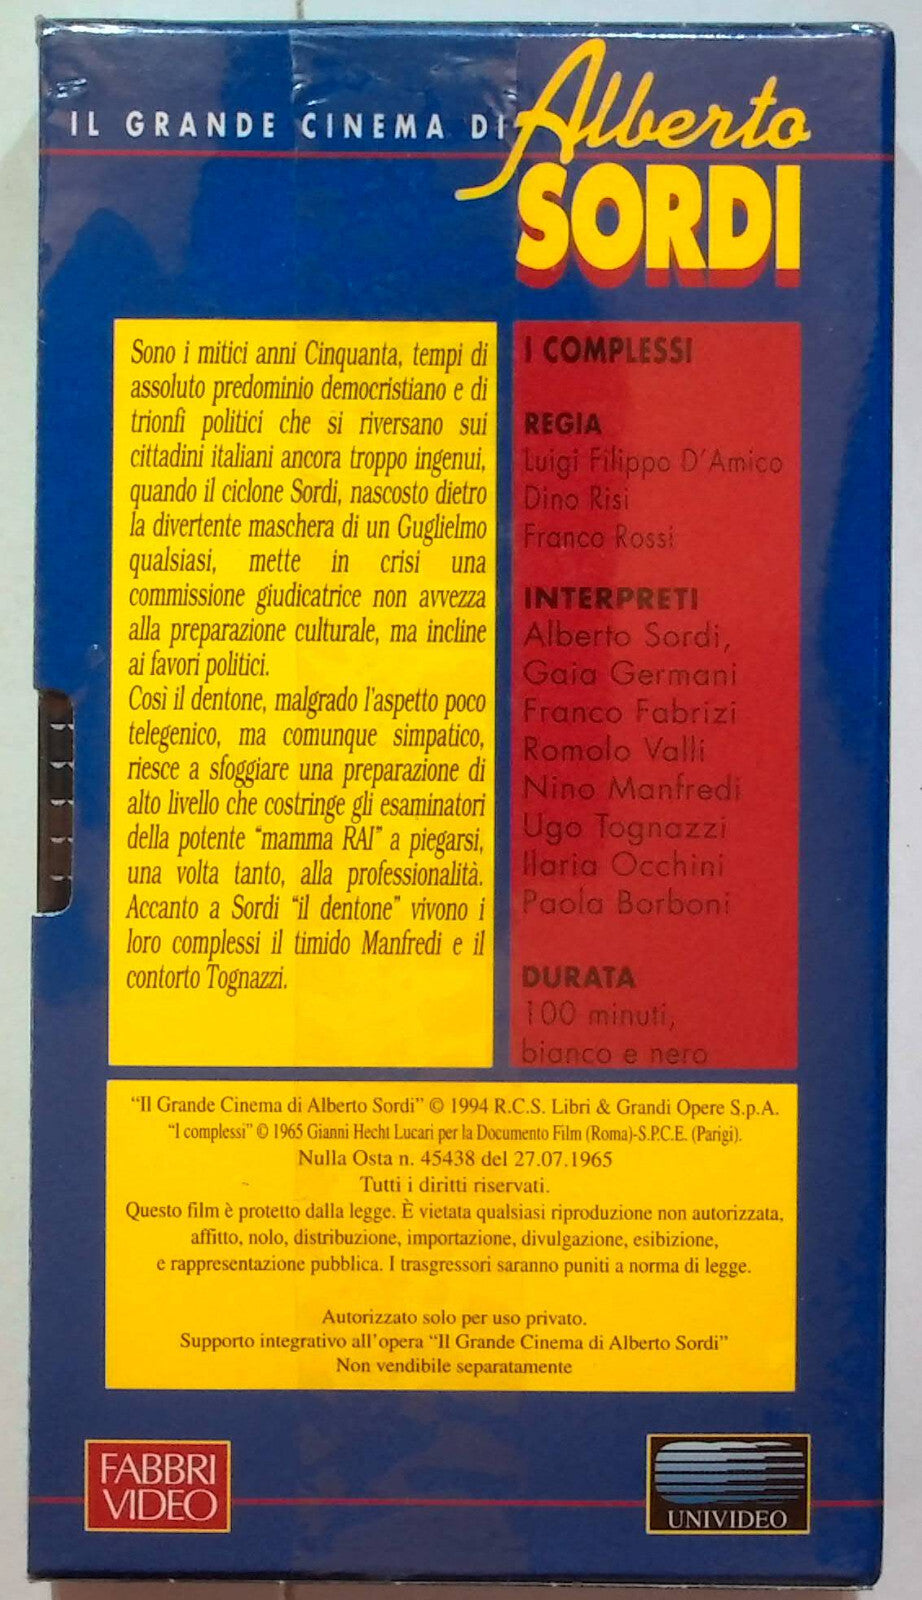 IL GRANDE CINEMA DI Alberto
SORDI
Sono i mitici anni Cinquanta, tempi di
assoluto predominio democristiano e di
trionfi politici che si riversano sui
cittadini italiani ancora troppo ingenui,
quando il ciclone Sordi, nascosto dietro
la divertente maschera di un Guglielmo
qualsiasi, mette in crisi una
commissione giudicatrice non avvezza
alla preparazione culturale, ma incline
ai favori politici.
Così il dentone, malgrado l'aspetto poco
telegenico, ma comunque simpatico,
riesce a sfoggiare una preparazione di
alto livello che costringe gli esaminatori
della potente “mamma RAI” a piegarsi,
una volta tanto, alla professionalità.
Accanto a Sordi “il dentone” vivono i
loro complessi il timido Manfredi e il
contorto Tognazzi.
I COMPLESSI
REGIA
Luigi Filippo D'Amico
Dino Risi
Franco Rossi
INTERPRETI
Alberto Sordi,
Gaia Germani
Franco Fabrizi
Romolo Valli
Nino Manfredi
Ugo Tognazzi
Ilaria Occhini
Paola Borboni
DURATA
100 minuti,
bianco e nero
“Il Grande Cinema di Alberto Sordi” © 1994 R.C.S. Libri & Grandi Opere S.p.A.
“I complessi” © 1965 Gianni Hecht Lucari per la Documento Film (Roma)-S.P.C.E. (Parigi).
Nulla Osta n. 45438 del 27.07.1965
Tutti i diritti riservati.
Questo film è protetto dalla legge. È vietata qualsiasi riproduzione non autorizzata,
affitto, nolo, distribuzione, importazione, divulgazione, esibizione,
e rappresentazione pubblica. I trasgressori saranno puniti a norma di legge.
Autorizzato solo per uso privato.
Supporto integrativo all'opera “Il Grande Cinema di Alberto Sordi”
Non vendibile separatamente
FABBRI
VIDEO
UNIVIDEO